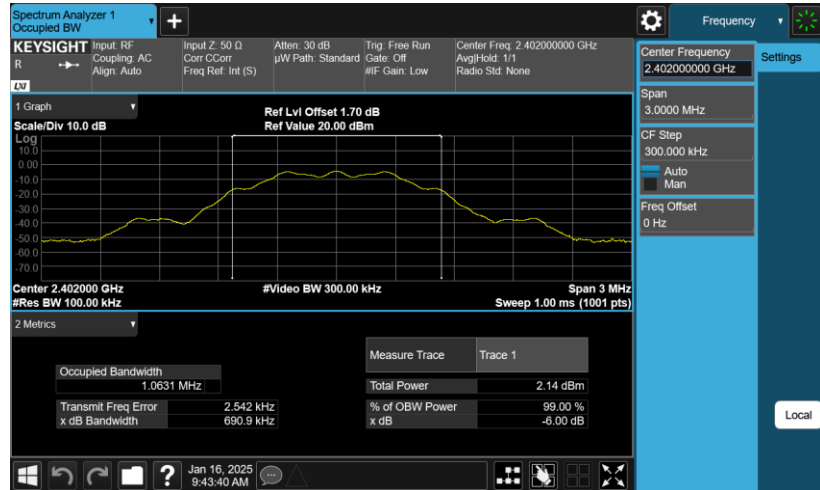 Spectrum Analyzer 1
Occupied BW
+
Frequency
KEYSIGHT
R
LXI
Input: RF
Coupling: AC
Align: Auto
Input Z: 50 Ω
Corr CCorr
Freq Ref: Int (S)
Atten: 30 dB
µW Path: Standard
Trig: Free Run
Gate: Off
#IF Gain: Low
Center Freq: 2.402000000 GHz
Avg|Hold: 1/1
Radio Std: None
Center Frequency
2.402000000 GHz
Settings
Span
3.0000 MHz
CF Step
300.000 kHz
Auto
Man
Freq Offset
0 Hz
Local
1 Graph
Scale/Div 10.0 dB
Ref Lvl Offset 1.70 dB
Ref Value 20.00 dBm
Log
10.0
0.00
-10.0
-20.0
-30.0
-40.0
-50.0
-60.0
-70.0
Center 2.402000 GHz
#Video BW 300.00 kHz
Span 3 MHz
#Res BW 100.00 kHz
Sweep 1.00 ms (1001 pts)
2 Metrics
Measure Trace Trace 1
Occupied Bandwidth
1.0631 MHz
Total Power 2.14 dBm
Transmit Freq Error 2.542 kHz
% of OBW Power 99.00 %
x dB Bandwidth 690.9 kHz
x dB -6.00 dB
?
Jan 16, 2025
9:43:40 AM